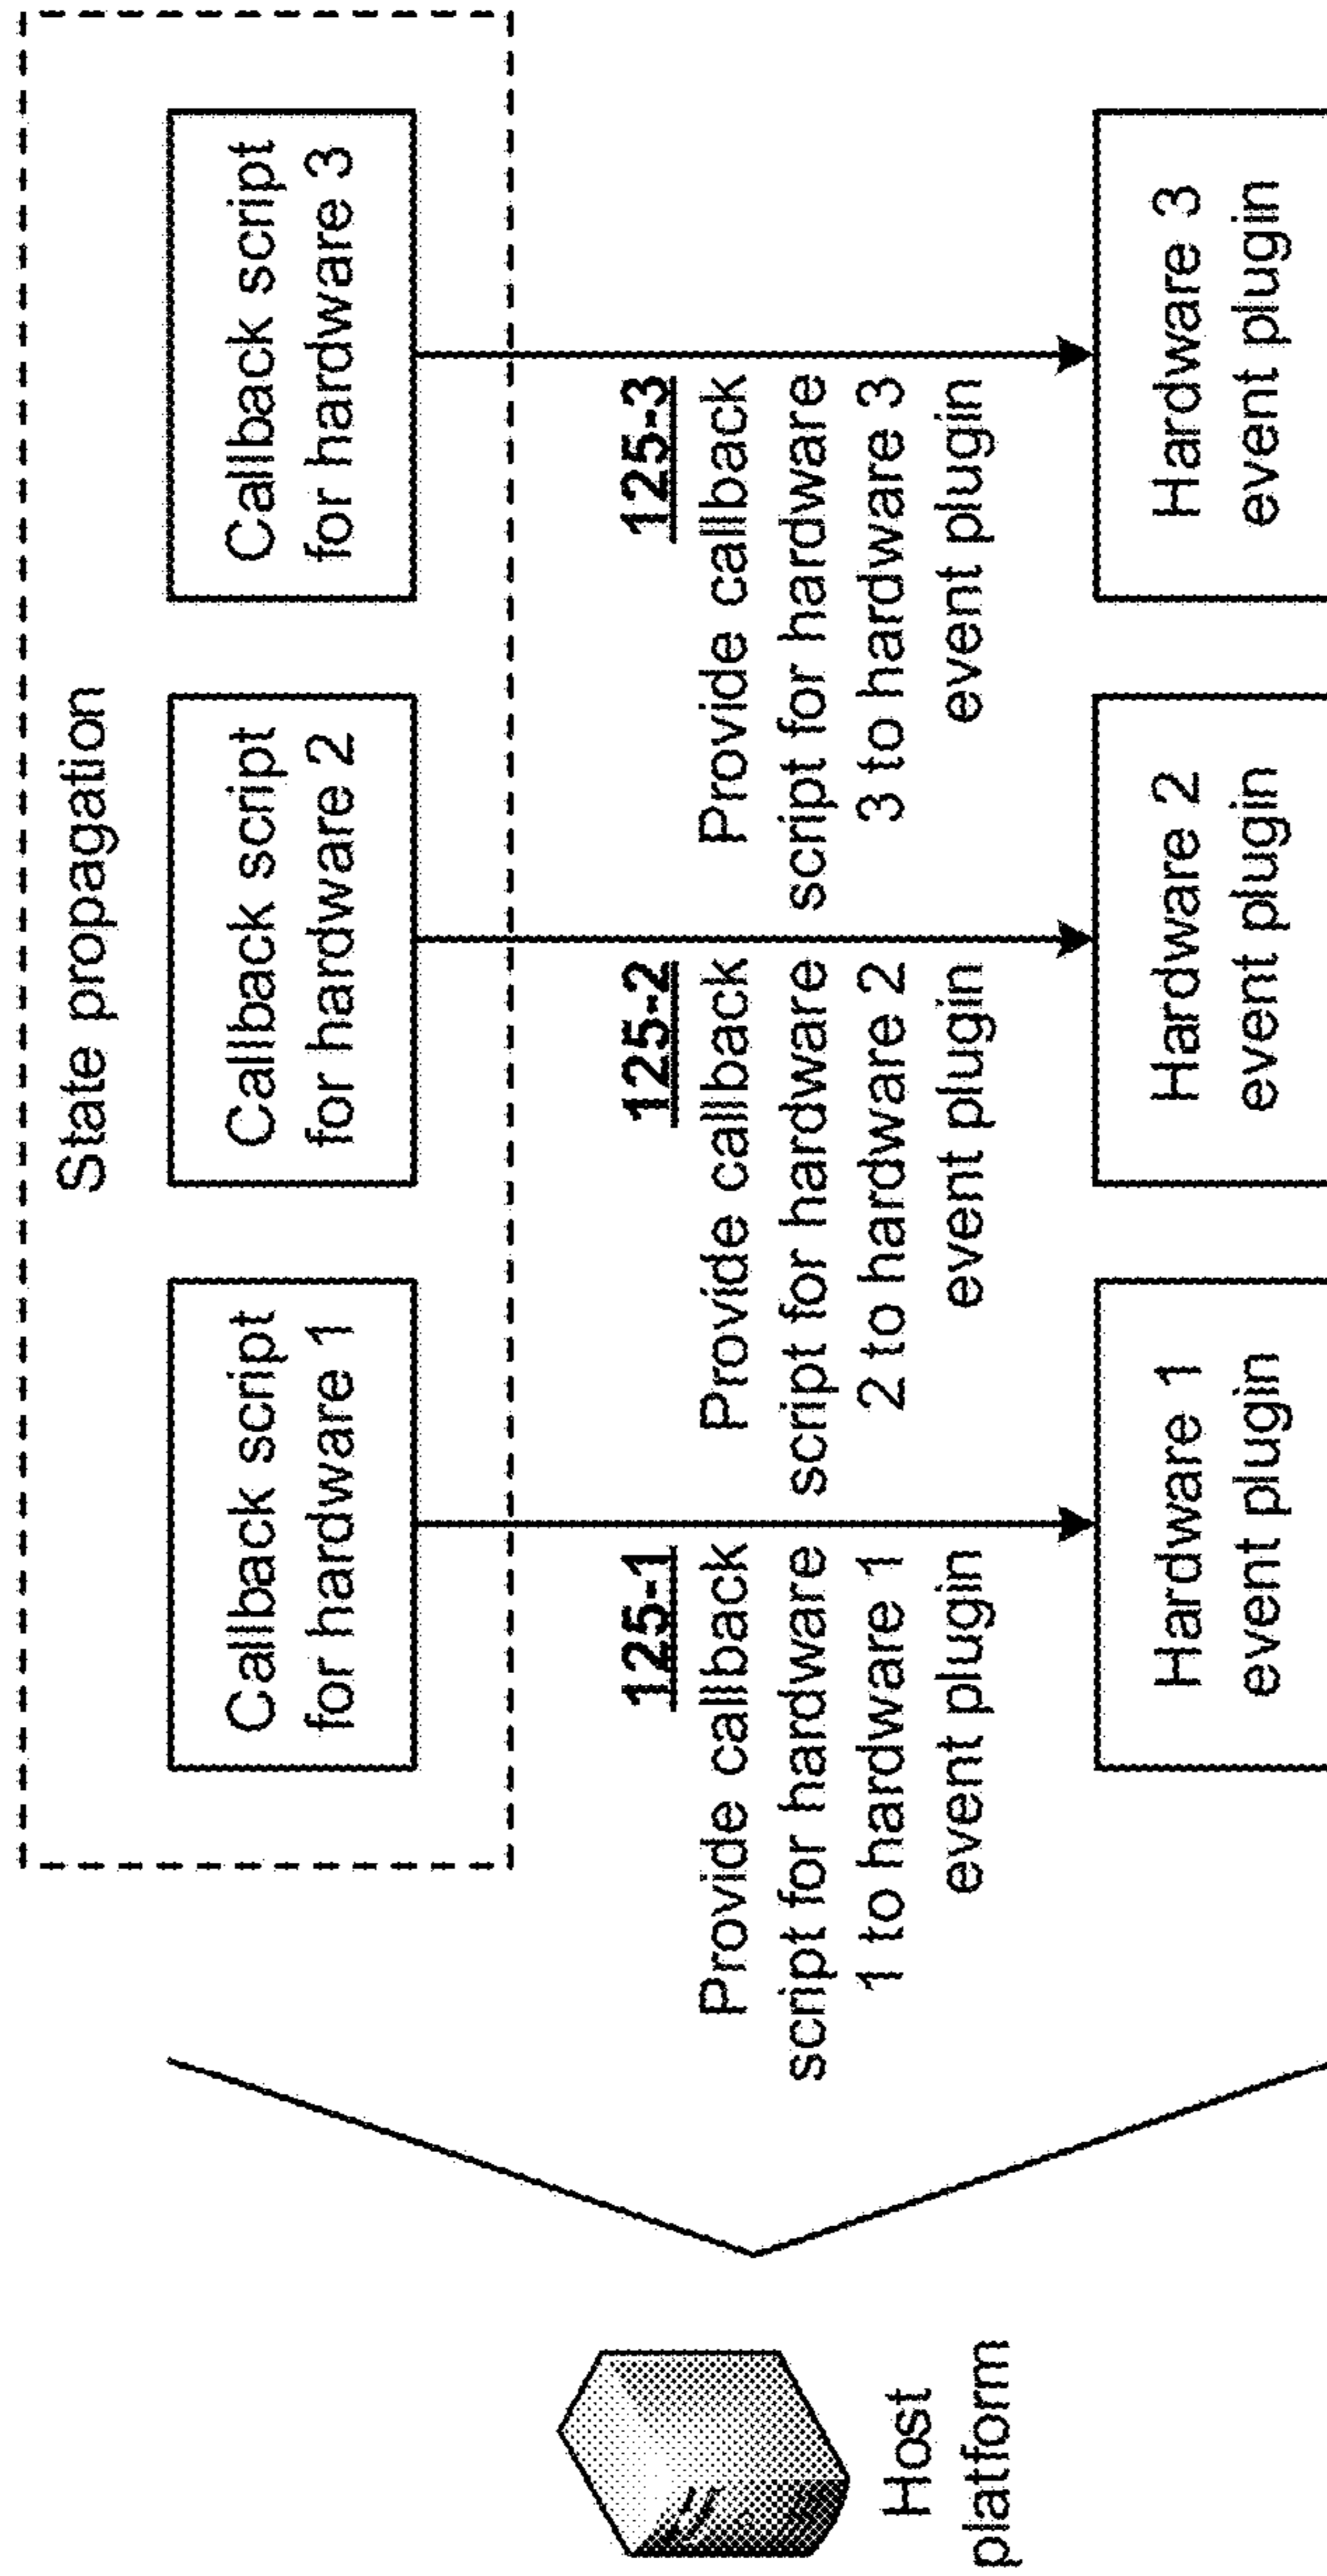 State propagation
Callback script
for hardware 1
Callback script
for hardware 2
Callback script
for hardware 3
125-1
Provide callback
script for hardware
1 to hardware 1
event plugin
125-2
Provide callback
script for hardware
2 to hardware 2
event plugin
125-3
Provide callback
script for hardware
3 to hardware 3
event plugin
Host
platform
Hardware 1
event plugin
Hardware 2
event plugin
Hardware 3
event plugin